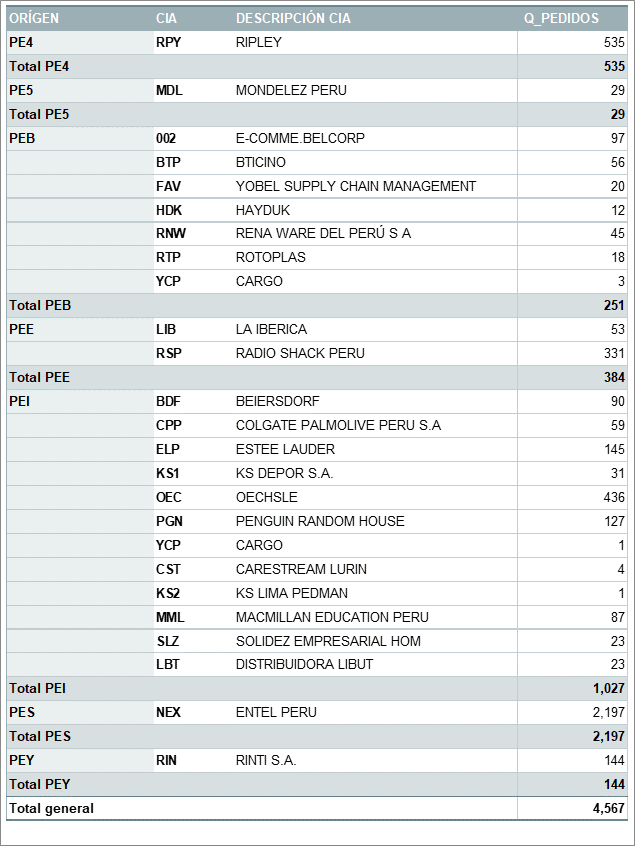 ORÍGEN CIA DESCRIPCIÓN CIA Q_PEDIDOS
PE4 RPY RIPLEY 535
Total PE4 535
PE5 MDL MONDELEZ PERU 29
Total PE5 29
PEB 002 E-COMME.BELCORP 97
BTP BTICINO 56
FAV YOBEL SUPPLY CHAIN MANAGEMENT 20
HDK HAYDUK 12
RNW RENA WARE DEL PERÚ S A 45
RTP ROTOPLAS 18
YCP CARGO 3
Total PEB 251
PEE LIB LA IBERICA 53
RSP RADIO SHACK PERU 331
Total PEE 384
PEI BDF BEIERSDORF 90
CPP COLGATE PALMOLIVE PERU S.A 59
ELP ESTEE LAUDER 145
KS1 KS DEPOR S.A. 31
OEC OECHSLE 436
PGN PENGUIN RANDOM HOUSE 127
YCP CARGO 1
CST CARESTREAM LURIN 4
KS2 KS LIMA PEDMAN 1
MML MACMILLAN EDUCATION PERU 87
SLZ SOLIDEZ EMPRESARIAL HOM 23
LBT DISTRIBUIDORA LIBUT 23
Total PEI 1,027
PES NEX ENTEL PERU 2,197
Total PES 2,197
PEY RIN RINTI S.A. 144
Total PEY 144
Total general 4,567